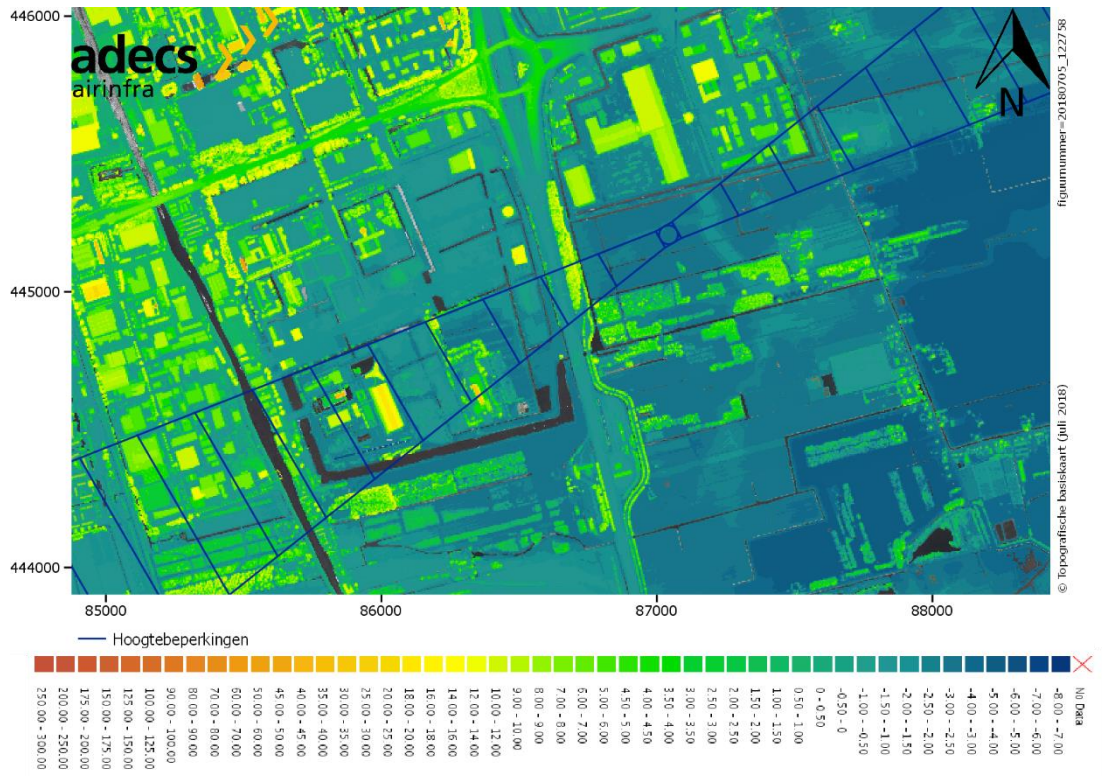 446000
adecs
airinfra
N
figuurnummer=20180705_122758
445000
© Topografische basiskaart (juli 2018)
444000
85000 86000 87000 88000
Hoogtebeperkingen
250.00 - 300.00
200.00 - 250.00
175.00 - 200.00
150.00 - 175.00
125.00 - 150.00
100.00 - 125.00
90.00 - 100.00
80.00 - 90.00
70.00 - 80.00
60.00 - 70.00
50.00 - 60.00
45.00 - 50.00
40.00 - 45.00
35.00 - 40.00
30.00 - 35.00
25.00 - 30.00
20.00 - 25.00
18.00 - 20.00
16.00 - 18.00
14.00 - 16.00
12.00 - 14.00
10.00 - 12.00
9.00 - 10.00
8.00 - 9.00
7.00 - 8.00
6.00 - 7.00
5.00 - 6.00
4.50 - 5.00
4.00 - 4.50
3.50 - 4.00
3.00 - 3.50
2.50 - 3.00
2.00 - 2.50
1.50 - 2.00
1.00 - 1.50
0.50 - 1.00
0 - 0.50
-0.50 - 0
-1.00 - -0.50
-1.50 - -1.00
-2.00 - -1.50
-2.50 - -2.00
-3.00 - -2.50
-4.00 - -3.00
-5.00 - -4.00
-6.00 - -5.00
-7.00 - -6.00
-8.00 - -7.00
No Data